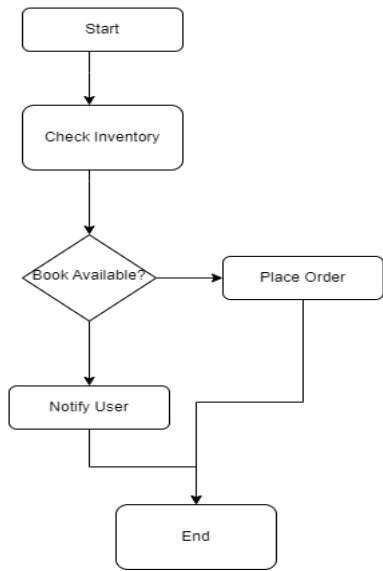 Start
Check Inventory
Book Available?
Place Order
Notify User
End